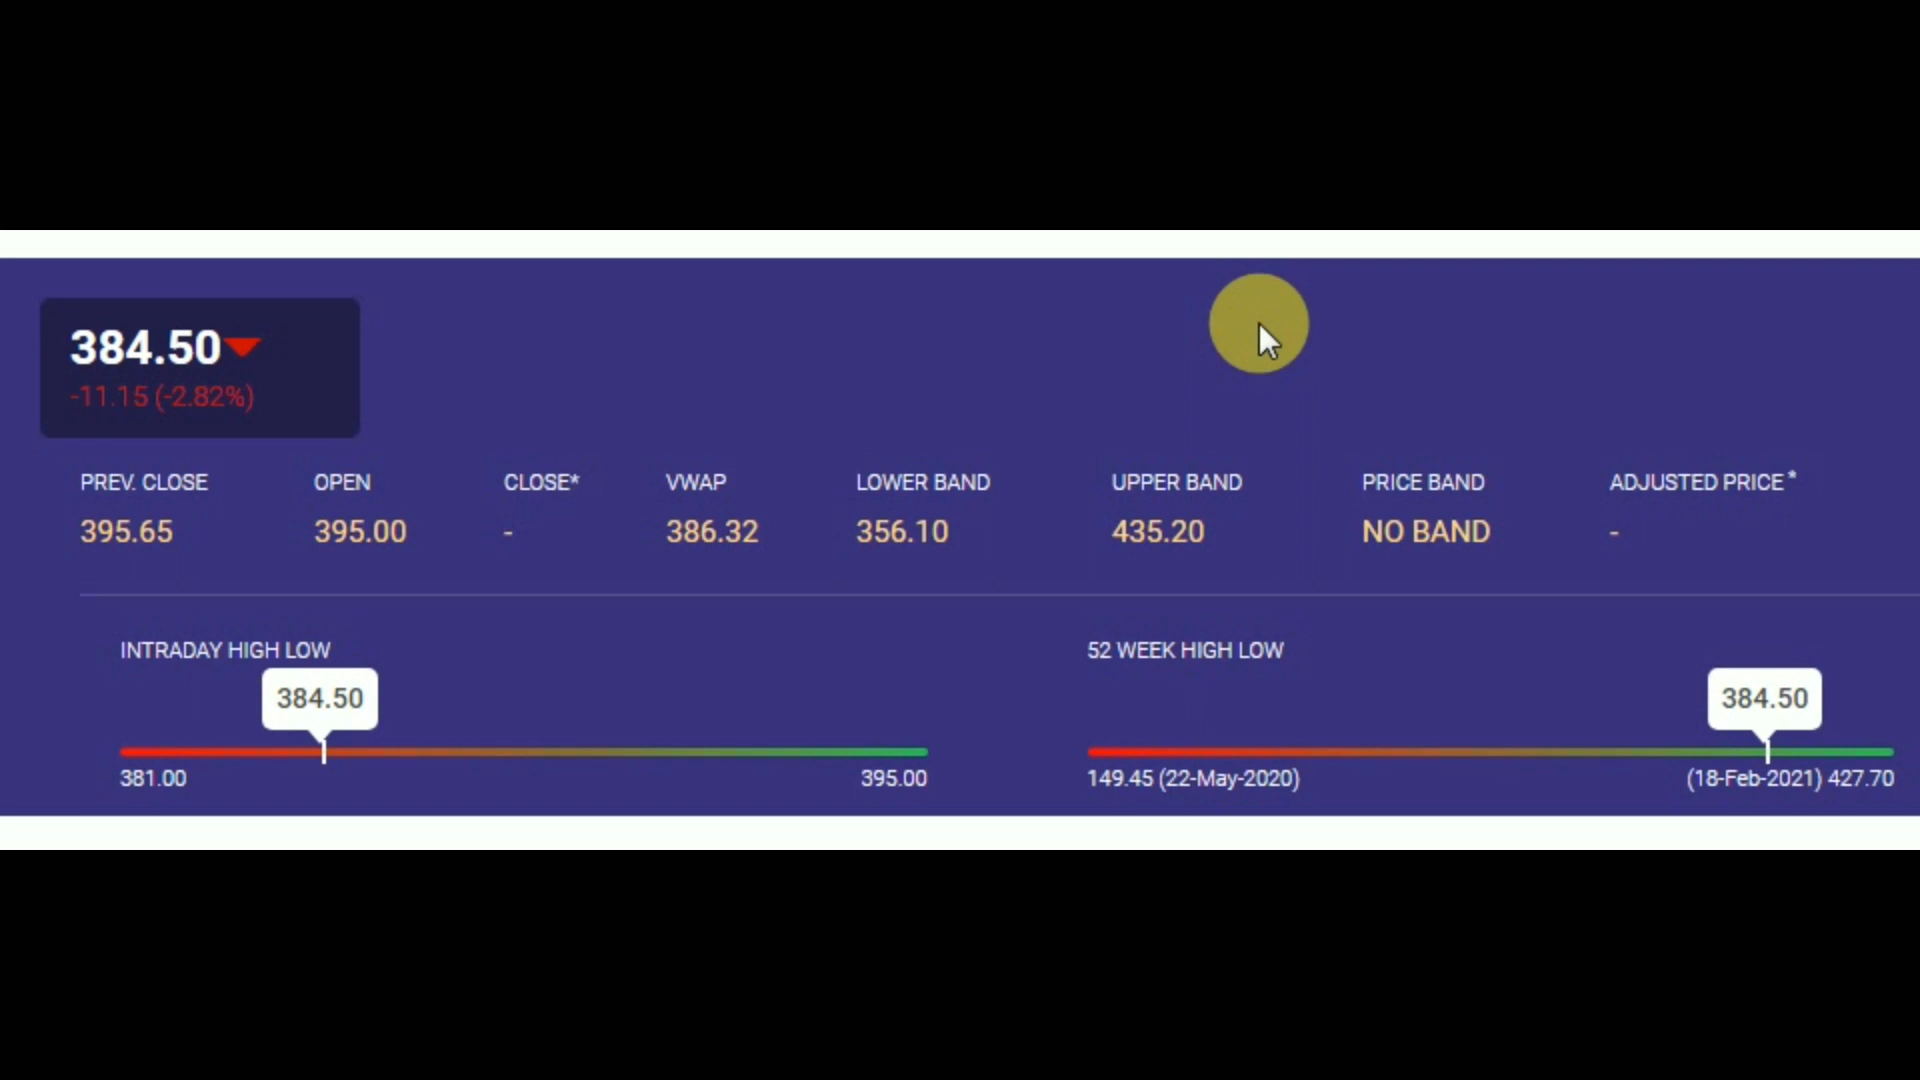 384.50
-11.15 (-2.82%)
PREV. CLOSE OPEN CLOSE* VWAP LOWER BAND UPPER BAND PRICE BAND ADJUSTED PRICE*
395.65 395.00 - 386.32 356.10 435.20 NO BAND -
INTRADAY HIGH LOW 52 WEEK HIGH LOW
384.50 384.50
381.00 395.00 149.45 (22-May-2020) (18-Feb-2021) 427.70